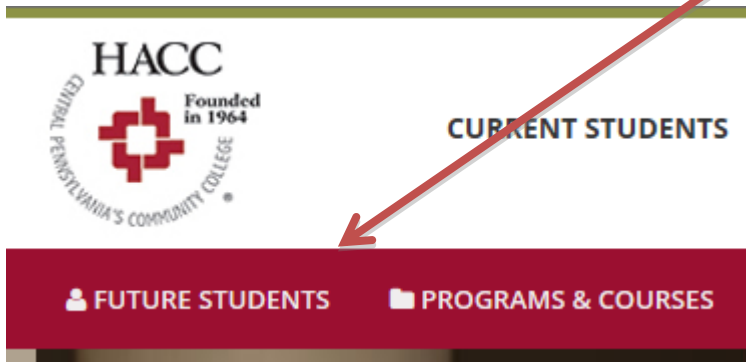 HACC
Founded
in 1964
CENTRAL PENNSYLVANIA'S COMMUNITY COLLEGE ®
CURRENT STUDENTS
FUTURE STUDENTS
PROGRAMS & COURSES